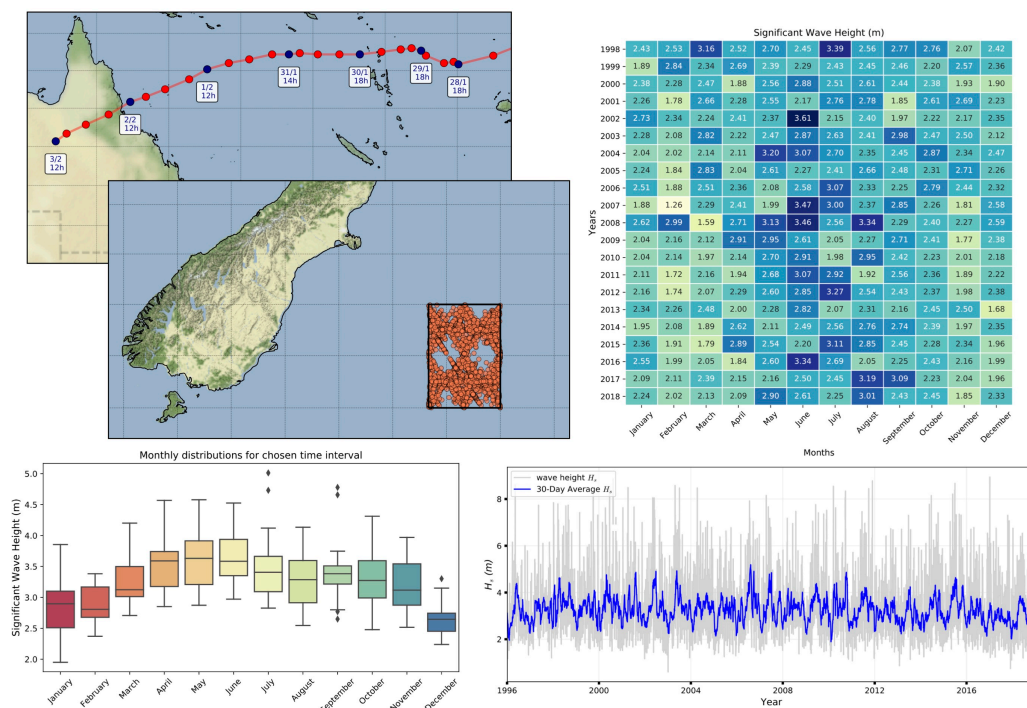 3/2
12h
2/2
12h
1/2
12h
31/1
14h
30/1
18h
29/1
18h
28/1
18h
Significant Wave Height (m)
Years
1998 2.43 2.53 3.16 2.52 2.70 2.45 3.39 2.56 2.77 2.76 2.07 2.42
1999 1.89 2.84 2.34 2.69 2.39 2.29 2.43 2.45 2.46 2.20 2.57 2.36
2000 2.38 2.28 2.47 1.88 2.56 2.88 2.51 2.61 2.44 2.38 1.93 1.90
2001 2.26 1.78 2.66 2.28 2.55 2.17 2.76 2.78 1.85 2.61 2.69 2.23
2002 2.73 2.34 2.24 2.41 2.37 3.61 2.15 2.40 1.97 2.22 2.17 2.35
2003 2.28 2.08 2.82 2.22 2.47 2.87 2.63 2.41 2.98 2.47 2.50 2.12
2004 2.04 2.02 2.14 2.11 3.20 3.07 2.70 2.35 2.45 2.87 2.34 2.47
2005 2.24 1.84 2.83 2.04 2.61 2.27 2.41 2.66 2.48 2.31 2.71 2.26
2006 2.51 1.88 2.51 2.36 2.08 2.58 3.07 2.33 2.25 2.79 2.44 2.32
2007 1.88 1.26 2.29 2.41 1.99 3.47 3.00 2.37 2.85 2.26 1.81 2.58
2008 2.62 2.99 1.59 2.71 3.13 3.46 2.56 3.34 2.29 2.40 2.27 2.59
2009 2.04 2.16 2.12 2.91 2.95 2.61 2.05 2.27 2.71 2.41 1.77 2.38
2010 2.04 2.14 1.97 2.14 2.70 2.91 1.98 2.95 2.42 2.23 2.01 2.18
2011 2.11 1.72 2.16 1.94 2.68 3.07 2.92 1.92 2.56 2.36 1.89 2.22
2012 2.16 1.74 2.07 2.29 2.60 2.85 3.27 2.54 2.43 2.37 1.98 2.38
2013 2.34 2.26 2.48 2.00 2.28 2.82 2.07 2.31 2.16 2.45 2.50 1.68
2014 1.95 2.08 1.89 2.62 2.11 2.49 2.56 2.76 2.74 2.39 1.97 2.35
2015 2.36 1.91 1.79 2.89 2.54 2.20 3.11 2.85 2.45 2.28 2.34 1.96
2016 2.55 1.99 2.05 1.84 2.60 3.34 2.69 2.05 2.25 2.43 2.16 1.99
2017 2.09 2.11 2.39 2.15 2.16 2.50 2.45 3.19 3.09 2.23 2.04 1.96
2018 2.24 2.02 2.13 2.09 2.90 2.61 2.25 3.01 2.43 2.45 1.85 2.33
January February March April May June July August September October November December
Months
Monthly distributions for chosen time interval
Significant Wave Height (m)
5.0
4.5
4.0
3.5
3.0
2.5
2.0
January February March April May June July August September October November December
wave height Hₛ
30-Day Average Hₛ
Hₛ (m)
8
6
4
2
1996 2000 2004 2008 2012 2016
Year